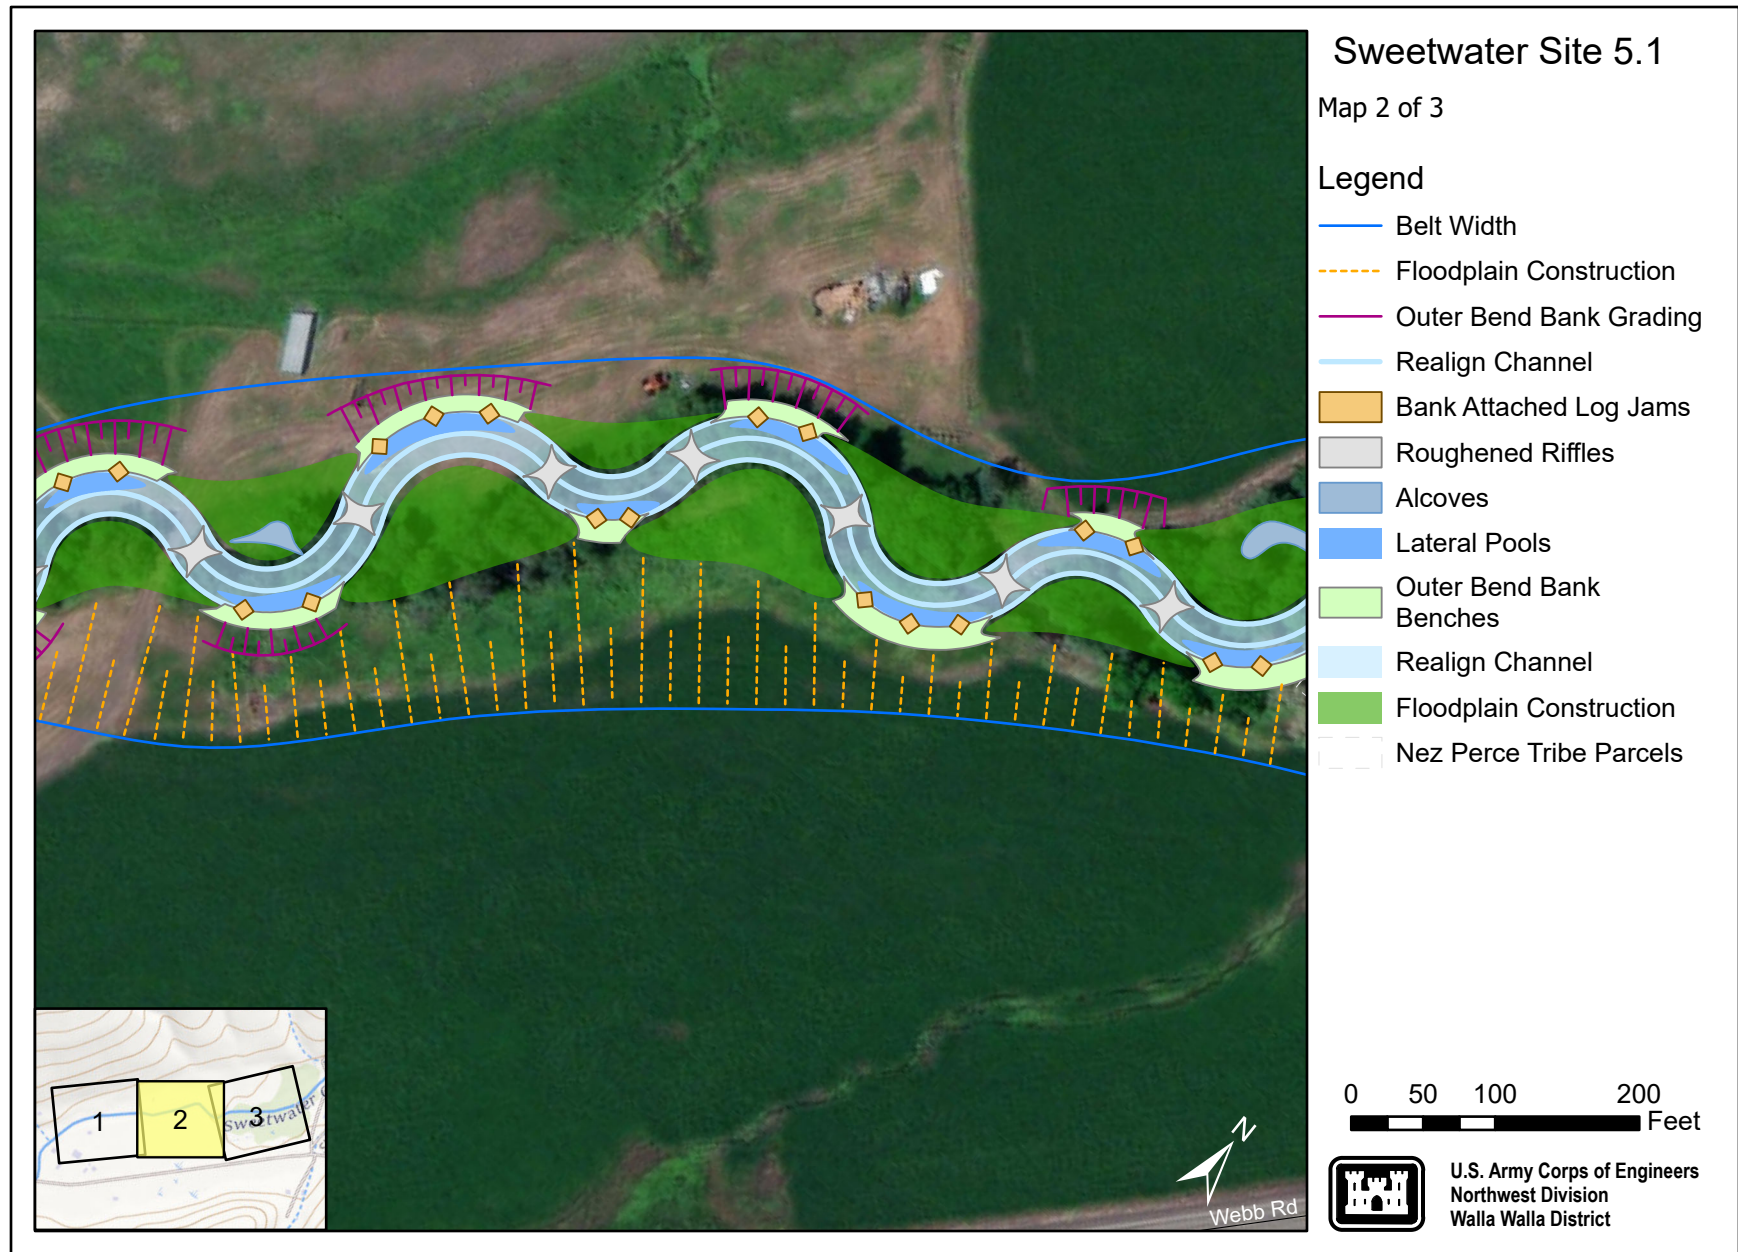 Sweetwater Site 5.1
Map 2 of 3
Legend
Belt Width
Floodplain Construction
Outer Bend Bank Grading
Realign Channel
Bank Attached Log Jams
Roughened Riffles
Alcoves
Lateral Pools
Outer Bend Bank
Benches
Realign Channel
Floodplain Construction
Nez Perce Tribe Parcels
1
2
3
Sweetwater
N
Webb Rd
0 50 100 200
Feet
U.S. Army Corps of Engineers
Northwest Division
Walla Walla District